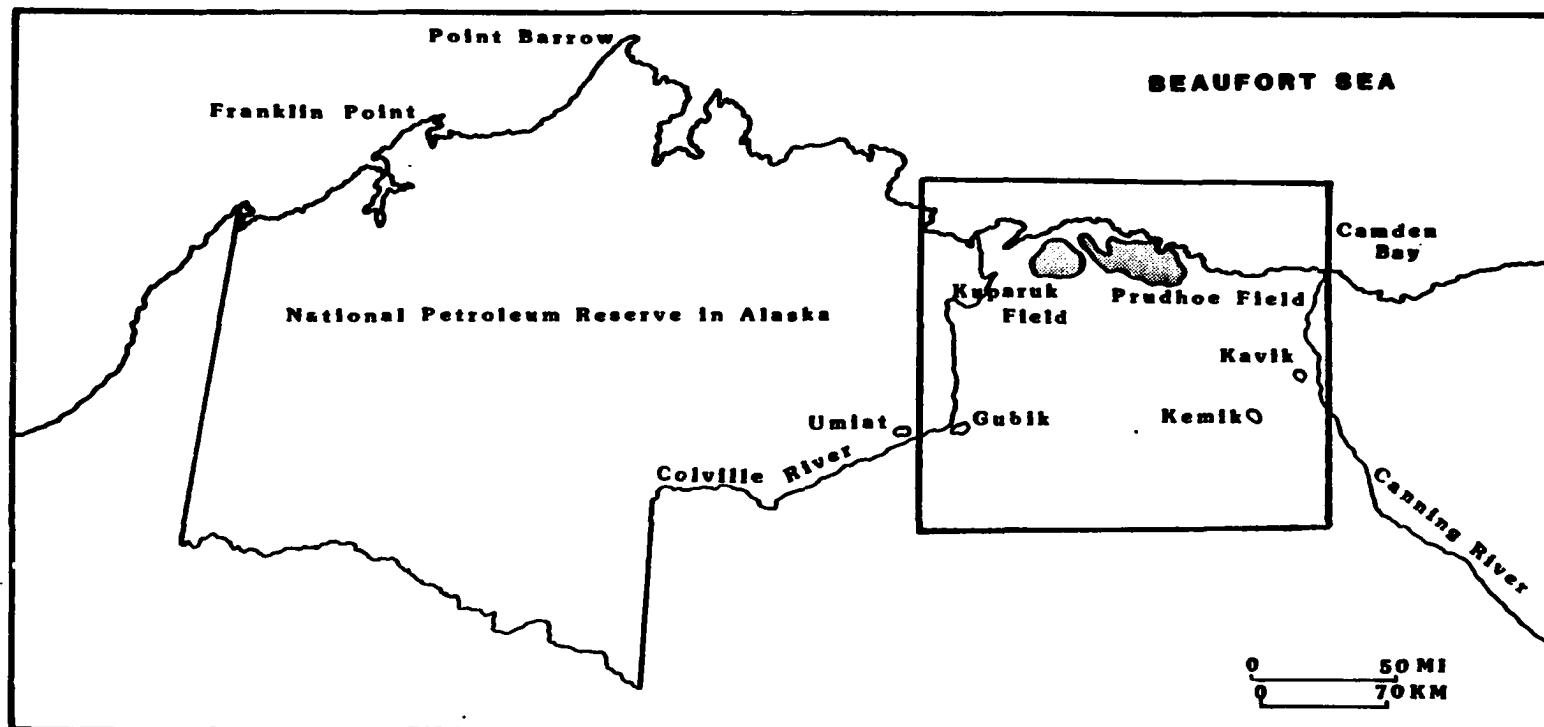 Point Barrow
BEAUFORT SEA
Franklin Point
Camden
Bay
Kuparuk
Field
Prudhoe Field
National Petroleum Reserve in Alaska
Kavik
Umiat
Gubik
Kemik
Colville River
Canning River
0 50 MI
0 70 KM